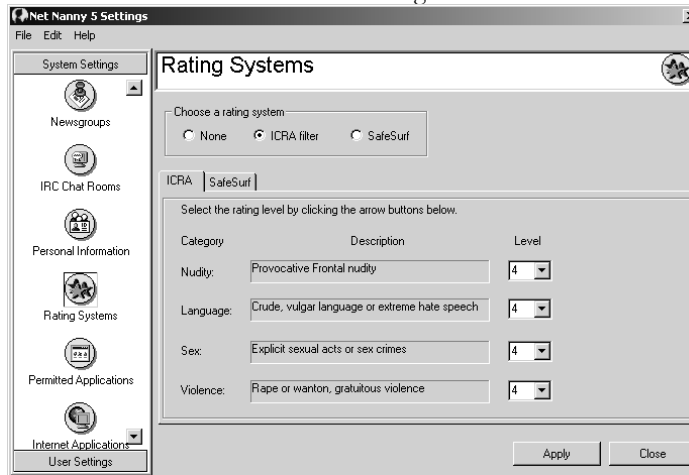 Net Nanny 5 Settings
File Edit Help
System Settings
Newsgroups
IRC Chat Rooms
Personal Information
Rating Systems
Permitted Applications
Internet Applications
User Settings
Rating Systems
Choose a rating system
None ICRA filter SafeSurf
ICRA SafeSurf
Select the rating level by clicking the arrow buttons below.
Category Description Level
Nudity: Provocative Frontal nudity 4
Language: Crude, vulgar language or extreme hate speech 4
Sex: Explicit sexual acts or sex crimes 4
Violence: Rape or wanton, gratuitous violence 4
Apply Close